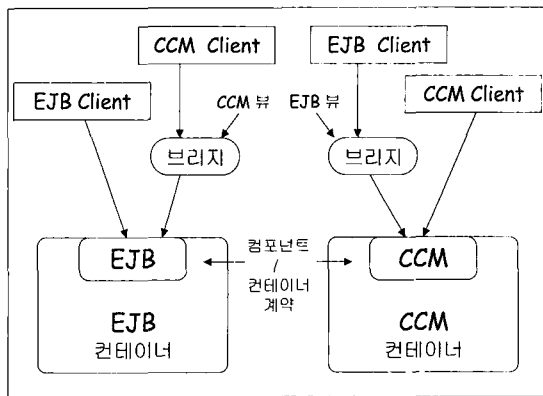 CCM Client
EJB Client
EJB Client
CCM Client
CCM 뷰
EJB 뷰
브리지
브리지
EJB
컴포넌트
/
컨테이너
계약
CCM
EJB
컨테이너
CCM
컨테이너